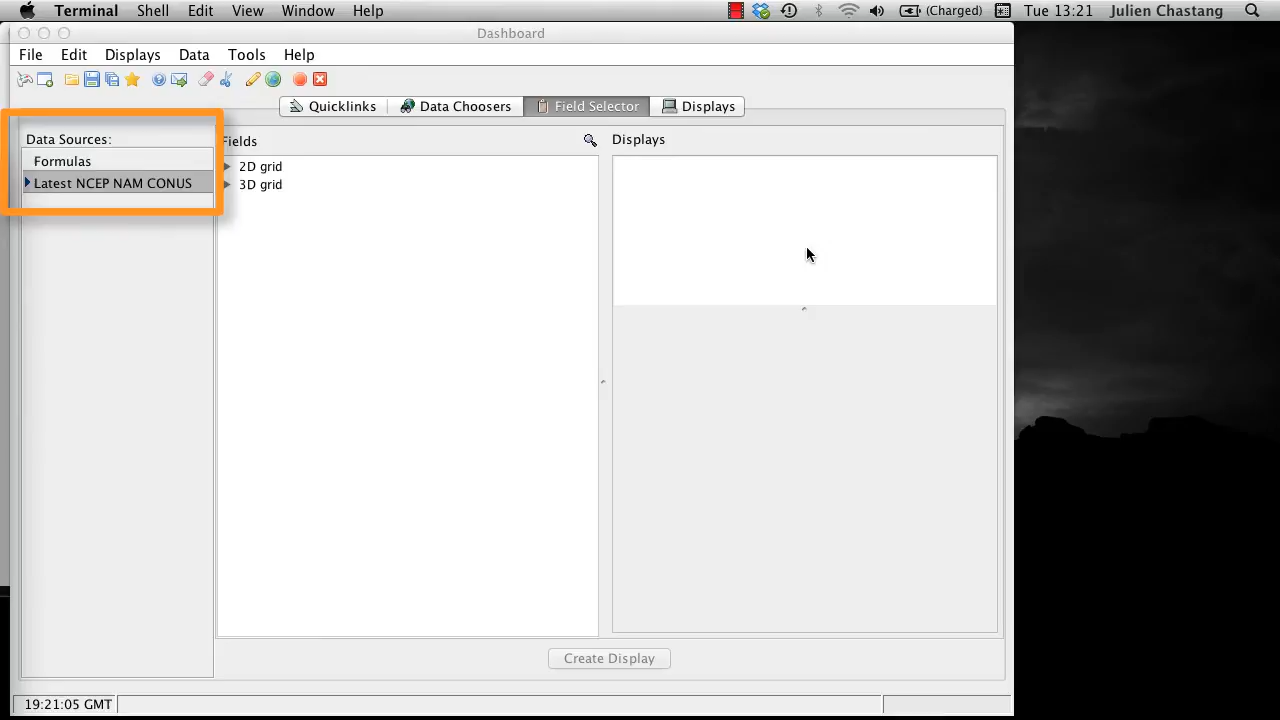 Terminal Shell Edit View Window Help (Charged) Tue 13:21 Julien Chastang
Dashboard
File Edit Displays Data Tools Help
Quicklinks Data Choosers Field Selector Displays
Data Sources:
Formulas
Latest NCEP NAM CONUS
Fields
2D grid
3D grid
Displays
Create Display
19:21:05 GMT